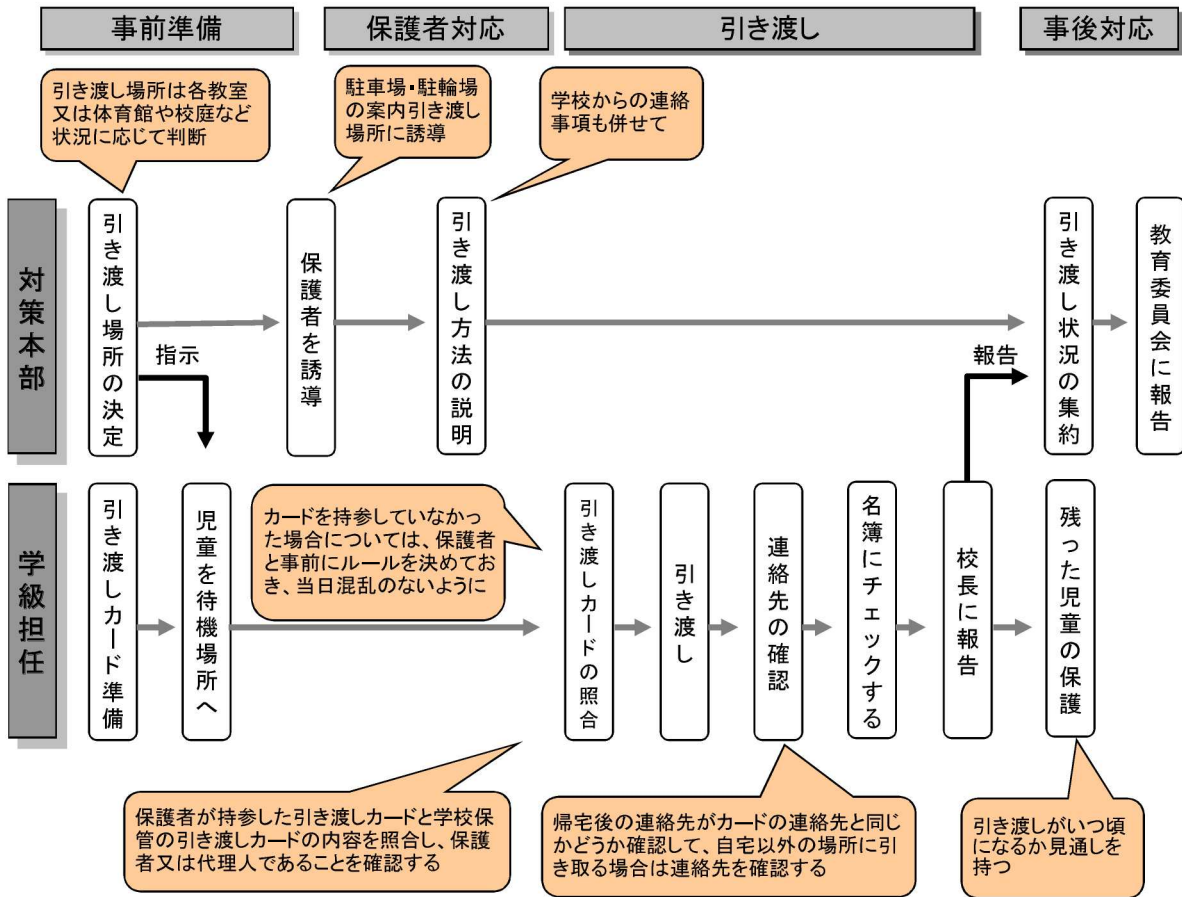 事前準備
保護者対応
引き渡し
事後対応
引き渡し場所は各教室
又は体育館や校庭など
状況に応じて判断
駐車場・駐輪場
の案内引き渡し
場所に誘導
学校からの連絡
事項も併せて
対策本部
引き渡し場所の決定
保護者を誘導
引き渡し方法の説明
引き渡し状況の集約
教育委員会に報告
指示
報告
学級担任
引き渡しカード準備
児童を待機場所へ
カードを持参していなかっ
た場合については、保護者
と事前にルールを決めてお
き、当日混乱のないように
引き渡しカードの照合
引き渡し
連絡先の確認
名簿にチェックする
校長に報告
残った児童の保護
保護者が持参した引き渡しカードと学校保
管の引き渡しカードの内容を照合し、保護
者又は代理人であることを確認する
帰宅後の連絡先がカードの連絡先と同じ
かどうか確認して、自宅以外の場所に引
き取る場合は連絡先を確認する
引き渡しがいつ頃
になるか見通しを
持つ